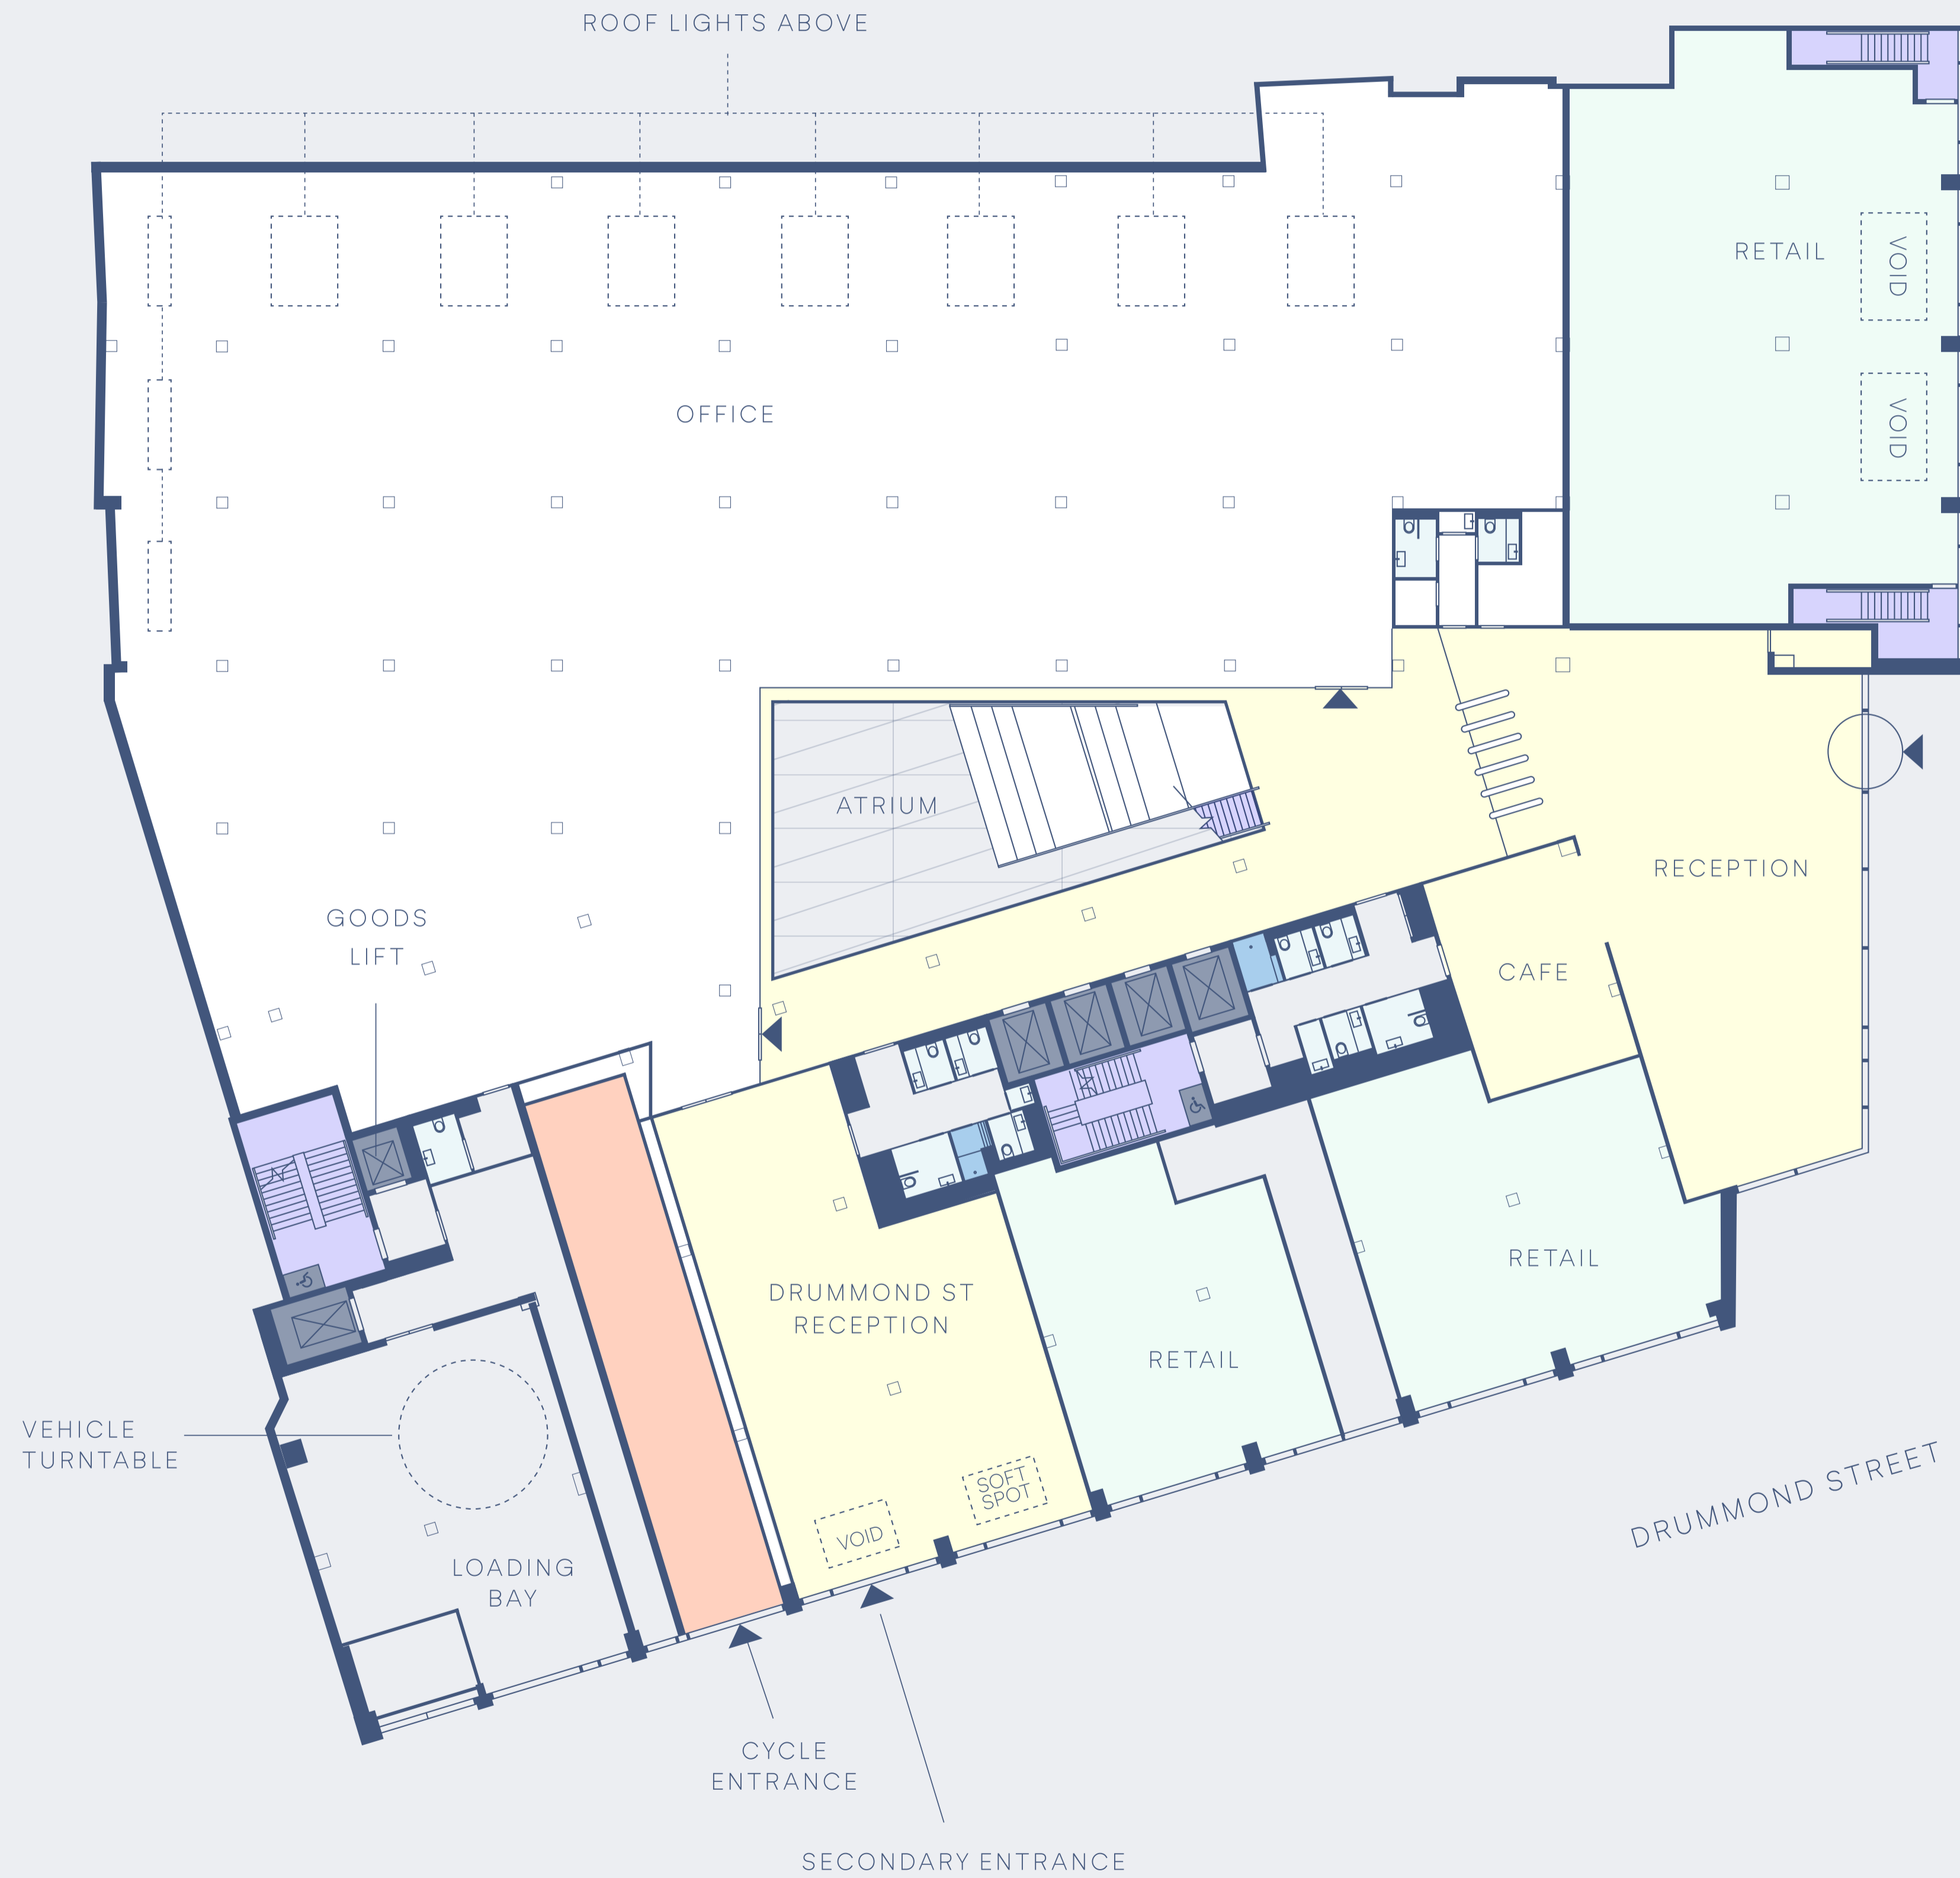 ROOF LIGHTS ABOVE
RETAIL
VOID
OFFICE
VOID
ATRIUM
RECEPTION
GOODS
LIFT
CAFE
RETAIL
DRUMMOND ST
RECEPTION
RETAIL
VEHICLE
TURNTABLE
SOFT
SPOT
VOID
DRUMMOND STREET
LOADING
BAY
CYCLE
ENTRANCE
SECONDARY ENTRANCE